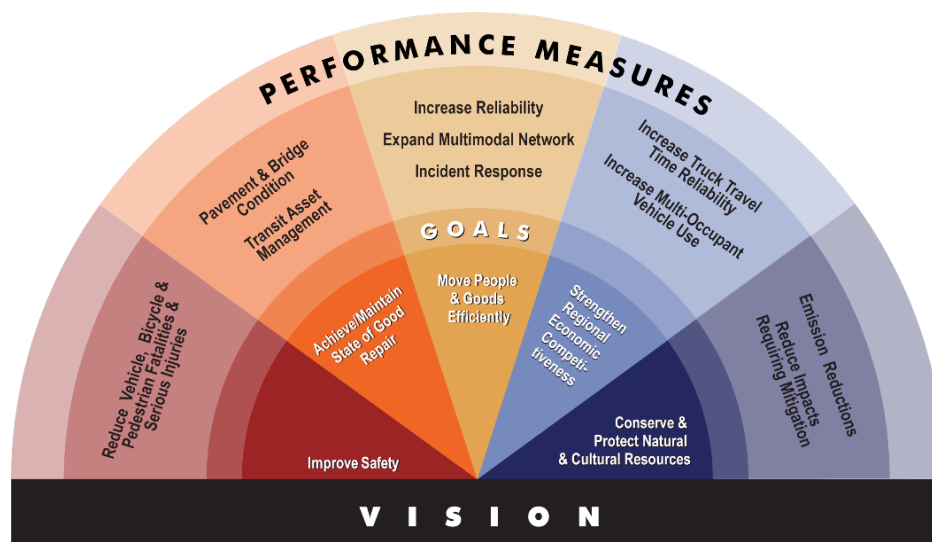 PERFORMANCE MEASURES
Reduce Vehicle, Bicycle &
Pedestrian Fatalities &
Serious Injuries
Pavement & Bridge
Condition
Transit Asset
Management
Increase Reliability
Expand Multimodal Network
Incident Response
Increase Truck Travel
Time Reliability
Increase Multi-Occupant
Vehicle Use
Emission Reductions
Reduce Impacts
Requiring Mitigation
GOALS
Improve Safety
Achieve/Maintain
State of Good
Repair
Move People
& Goods
Efficiently
Strengthen
Regional
Economic
Competi-
tiveness
Conserve &
Protect Natural
& Cultural Resources
VISION